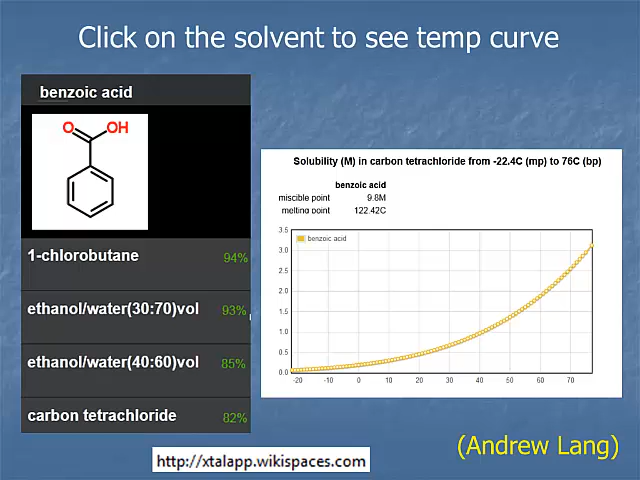 Click on the solvent to see temp curve
benzoic acid
O
OH
1-chlorobutane 94%
ethanol/water(30:70)vol 93%
ethanol/water(40:60)vol 85%
carbon tetrachloride 82%
Solubility (M) in carbon tetrachloride from -22.4C (mp) to 76C (bp)
benzoic acid
miscible point 9.8M
melting point 122.42C
benzoic acid
3.5
3.0
2.5
2.0
1.5
1.0
0.5
0.0
-20 -10 0 10 20 30 40 50 60 70
(Andrew Lang)
http://xtalapp.wikispaces.com